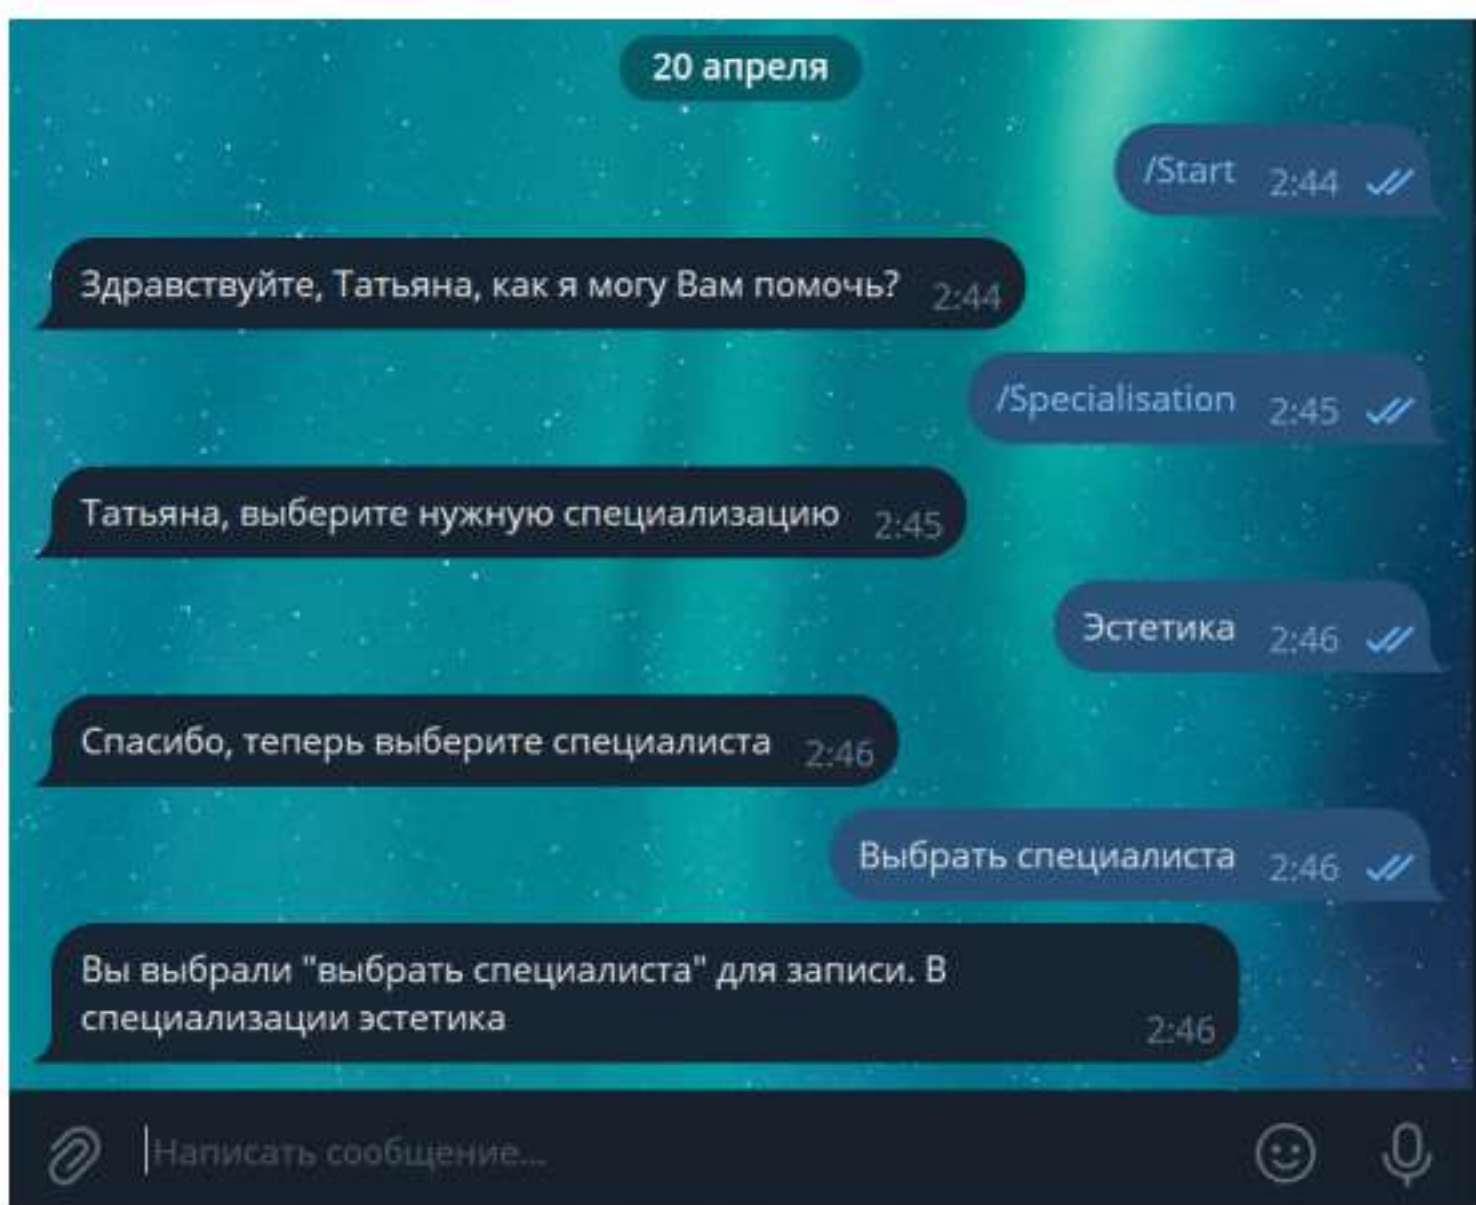 20 апреля
/Start 2:44
Здравствуйте, Татьяна, как я могу Вам помочь? 2:44
/Specialisation 2:45
Татьяна, выберите нужную специализацию 2:45
Эстетика 2:46
Спасибо, теперь выберите специалиста 2:46
Выбрать специалиста 2:46
Вы выбрали "выбрать специалиста" для записи. В
специализации эстетика 2:46
Написать сообщение...